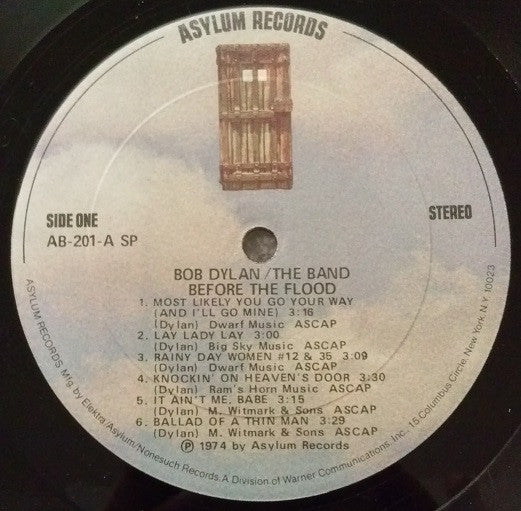 ASYLUM RECORDS
SIDE ONE
AB-201-A SP
STEREO
BOB DYLAN/THE BAND
BEFORE THE FLOOD
1. MOST LIKELY YOU GO YOUR WAY
(AND I'LL GO MINE) 3:16
(Dylan) Dwarf Music ASCAP
2. LAY LADY LAY 3:00
(Dylan) Big Sky Music ASCAP
3. RAINY DAY WOMEN #12 & 35 3:09
(Dylan) Dwarf Music ASCAP
4. KNOCKIN' ON HEAVEN'S DOOR 3:30
(Dylan) Ram's Horn Music ASCAP
5. IT AIN'T ME, BABE 3:15
(Dylan) M. Witmark & Sons ASCAP
6. BALLAD OF A THIN MAN 3:29
(Dylan) M. Witmark & Sons ASCAP
℗ 1974 by Asylum Records
ASYLUM RECORDS Mfg. by Elektra/Asylum/Nonesuch Records. A Division of Warner Communications, Inc. 15 Columbus Circle, New York N.Y. 10023